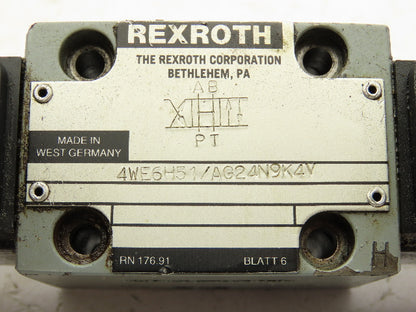 REXROTH
THE REXROTH CORPORATION
BETHLEHEM, PA
AB
PT
MADE IN
WEST GERMANY
4WE6H51/AG24N9K4V
RN 176.91
BLATT 6